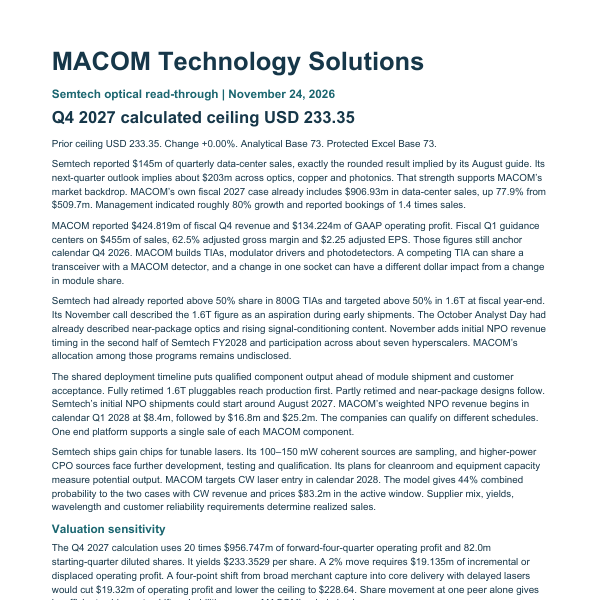 MACOM Technology Solutions
Semtech optical read-through | November 24, 2026
Q4 2027 calculated ceiling USD 233.35
Prior ceiling USD 233.35. Change +0.00%. Analytical Base 73. Protected Excel Base 73.
Semtech reported $145m of quarterly data-center sales, exactly the rounded result implied by its August guide. Its
next-quarter outlook implies about $203m across optics, copper and photonics. That strength supports MACOM's
market backdrop. MACOM's own fiscal 2027 case already includes $906.93m in data-center sales, up 77.9% from
$509.7m. Management indicated roughly 80% growth and reported bookings of 1.4 times sales.
MACOM reported $424.819m of fiscal Q4 revenue and $134.224m of GAAP operating profit. Fiscal Q1 guidance
centers on $455m of sales, 62.5% adjusted gross margin and $2.25 adjusted EPS. Those figures still anchor
calendar Q4 2026. MACOM builds TIAs, modulator drivers and photodetectors. A competing TIA can share a
transceiver with a MACOM detector, and a change in one socket can have a different dollar impact from a change
in module share.
Semtech had already reported above 50% share in 800G TIAs and targeted above 50% in 1.6T at fiscal year-end.
Its November call described the 1.6T figure as an aspiration during early shipments. The October Analyst Day had
already described near-package optics and rising signal-conditioning content. November adds initial NPO revenue
timing in the second half of Semtech FY2028 and participation across about seven hyperscalers. MACOM's
allocation among those programs remains undisclosed.
The shared deployment timeline puts qualified component output ahead of module shipment and customer
acceptance. Fully retimed 1.6T pluggables reach production first. Partly retimed and near-package designs follow.
Semtech's initial NPO shipments could start around August 2027. MACOM's weighted NPO revenue begins in
calendar Q1 2028 at $8.4m, followed by $16.8m and $25.2m. The companies can qualify on different schedules.
One end platform supports a single sale of each MACOM component.
Semtech ships gain chips for tunable lasers. Its 100–150 mW coherent sources are sampling, and higher-power
CPO sources face further development, testing and qualification. Its plans for cleanroom and equipment capacity
measure potential output. MACOM targets CW laser entry in calendar 2028. The model gives 44% combined
probability to the two cases with CW revenue and prices $83.2m in the active window. Supplier mix, yields,
wavelength and customer reliability requirements determine realized sales.
Valuation sensitivity
The Q4 2027 calculation uses 20 times $956.747m of forward-four-quarter operating profit and 82.0m
starting-quarter diluted shares. It yields $233.3529 per share. A 2% move requires $19.135m of incremental or
displaced operating profit. A four-point shift from broad merchant capture into core delivery with delayed lasers
would cut $19.32m of operating profit and lower the ceiling to $228.64. Share movement at one peer alone gives